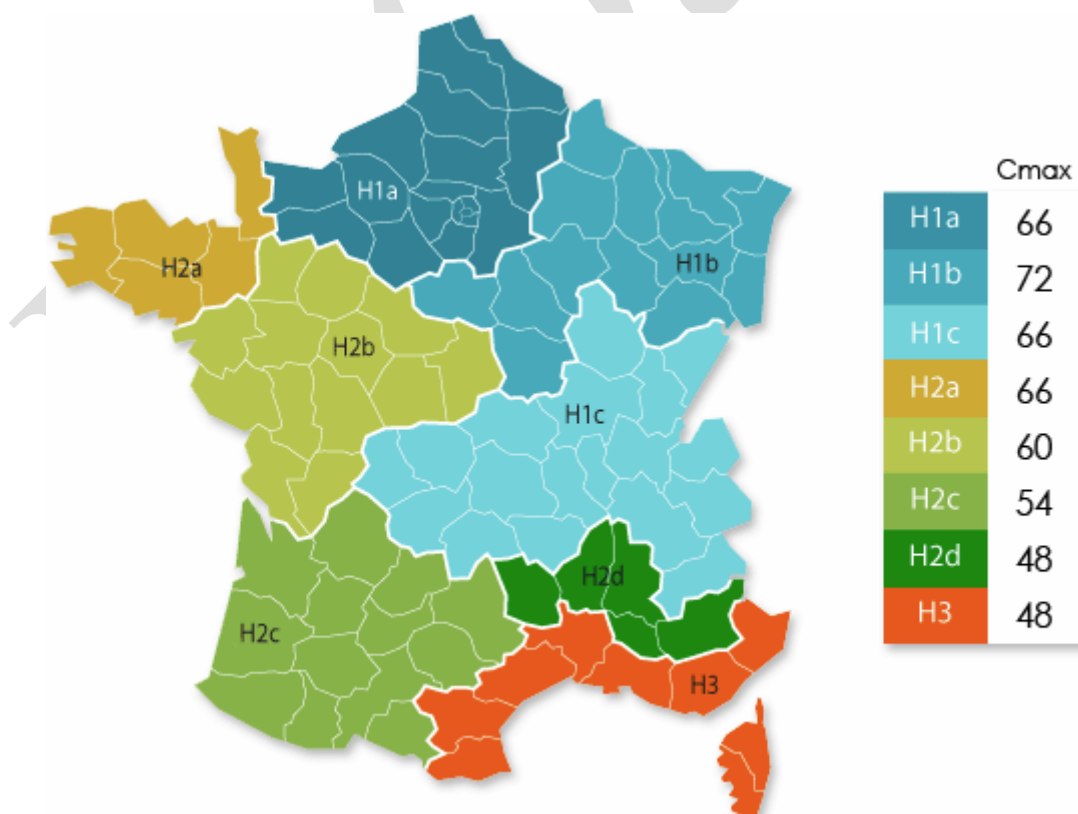 H1a
H2a
H1b
H2b
H1c
H2d
H2c
H3
Cmax
H1a 66
H1b 72
H1c 66
H2a 66
H2b 60
H2c 54
H2d 48
H3 48